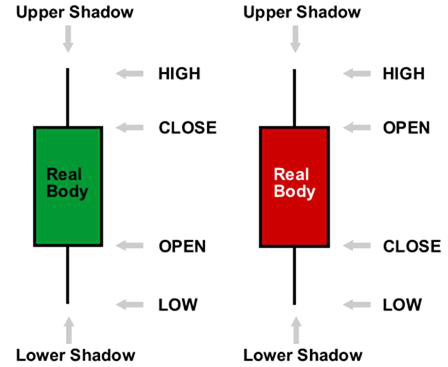 Upper Shadow Upper Shadow
HIGH HIGH
CLOSE OPEN
Real Real
Body Body
OPEN CLOSE
LOW LOW
Lower Shadow Lower Shadow